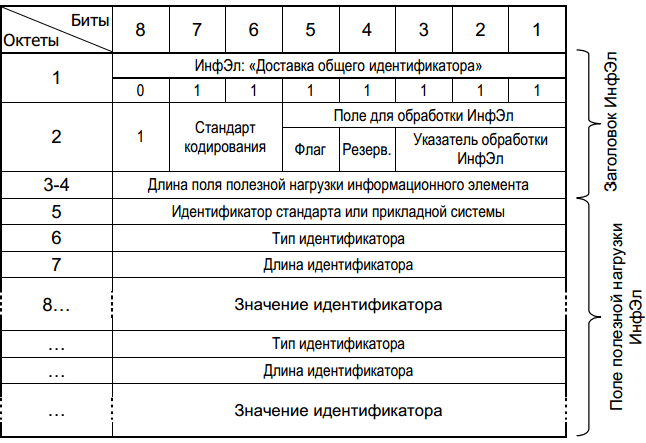 Биты
Октеты
8 7 6 5 4 3 2 1
1
ИнфЭл: «Доставка общего идентификатора»
0 1 1 1 1 1 1 1
2
1
Стандарт
кодирования
Поле для обработки ИнфЭл
Флаг
Резерв.
Указатель обработки
ИнфЭл
3-4
Длина поля полезной нагрузки информационного элемента
5
Идентификатор стандарта или прикладной системы
6
Тип идентификатора
7
Длина идентификатора
8…
Значение идентификатора
…
Тип идентификатора
…
Длина идентификатора
…
Значение идентификатора
Заголовок ИнфЭл
Поле полезной нагрузки
ИнфЭл